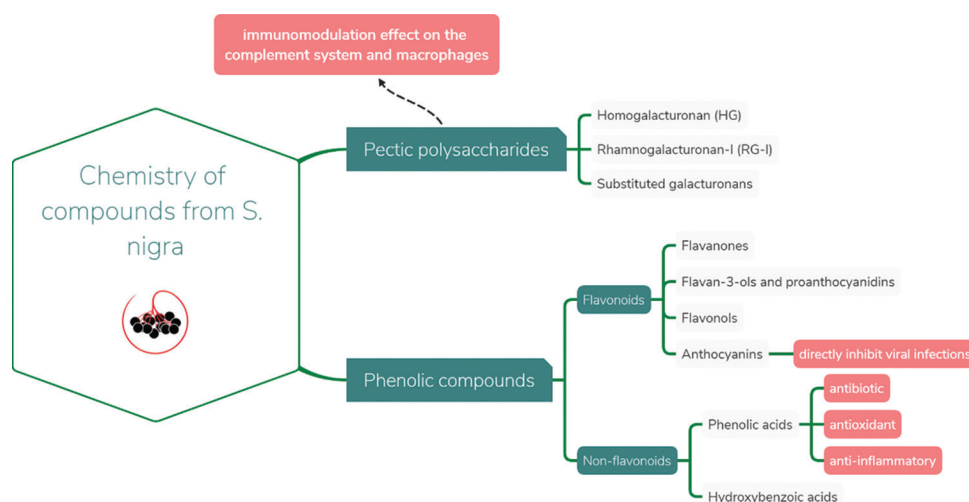 immunomodulation effect on the
complement system and macrophages
Chemistry of
compounds from S.
nigra
Pectic polysaccharides
Homogalacturonan (HG)
Rhamnogalacturonan-I (RG-I)
Substituted galacturonans
Phenolic compounds
Flavonoids
Flavanones
Flavan-3-ols and proanthocyanidins
Flavonols
Anthocyanins
directly inhibit viral infections
Non-flavonoids
Phenolic acids
antibiotic
antioxidant
anti-inflammatory
Hydroxybenzoic acids